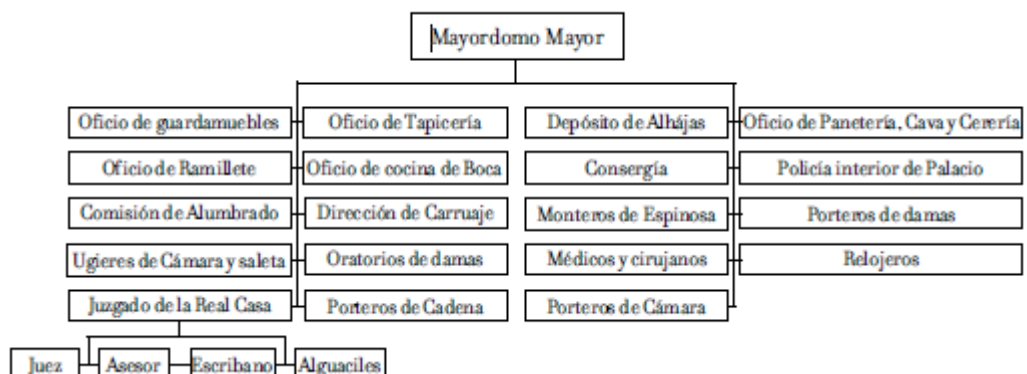 Mayordomo Mayor
Oficio de guardamuebles
Oficio de Tapicería
Depósito de Alhájas
Oficio de Panetería, Cava y Cerería
Oficio de Ramillete
Oficio de cocina de Boca
Consergía
Policía interior de Palacio
Comisión de Alumbrado
Dirección de Carruaje
Monteros de Espinosa
Porteros de damas
Ugieres de Cámara y saleta
Oratorios de damas
Médicos y cirujanos
Relojeros
Juzgado de la Real Casa
Porteros de Cadena
Porteros de Cámara
Juez
Asesor
Escribano
Alguaciles